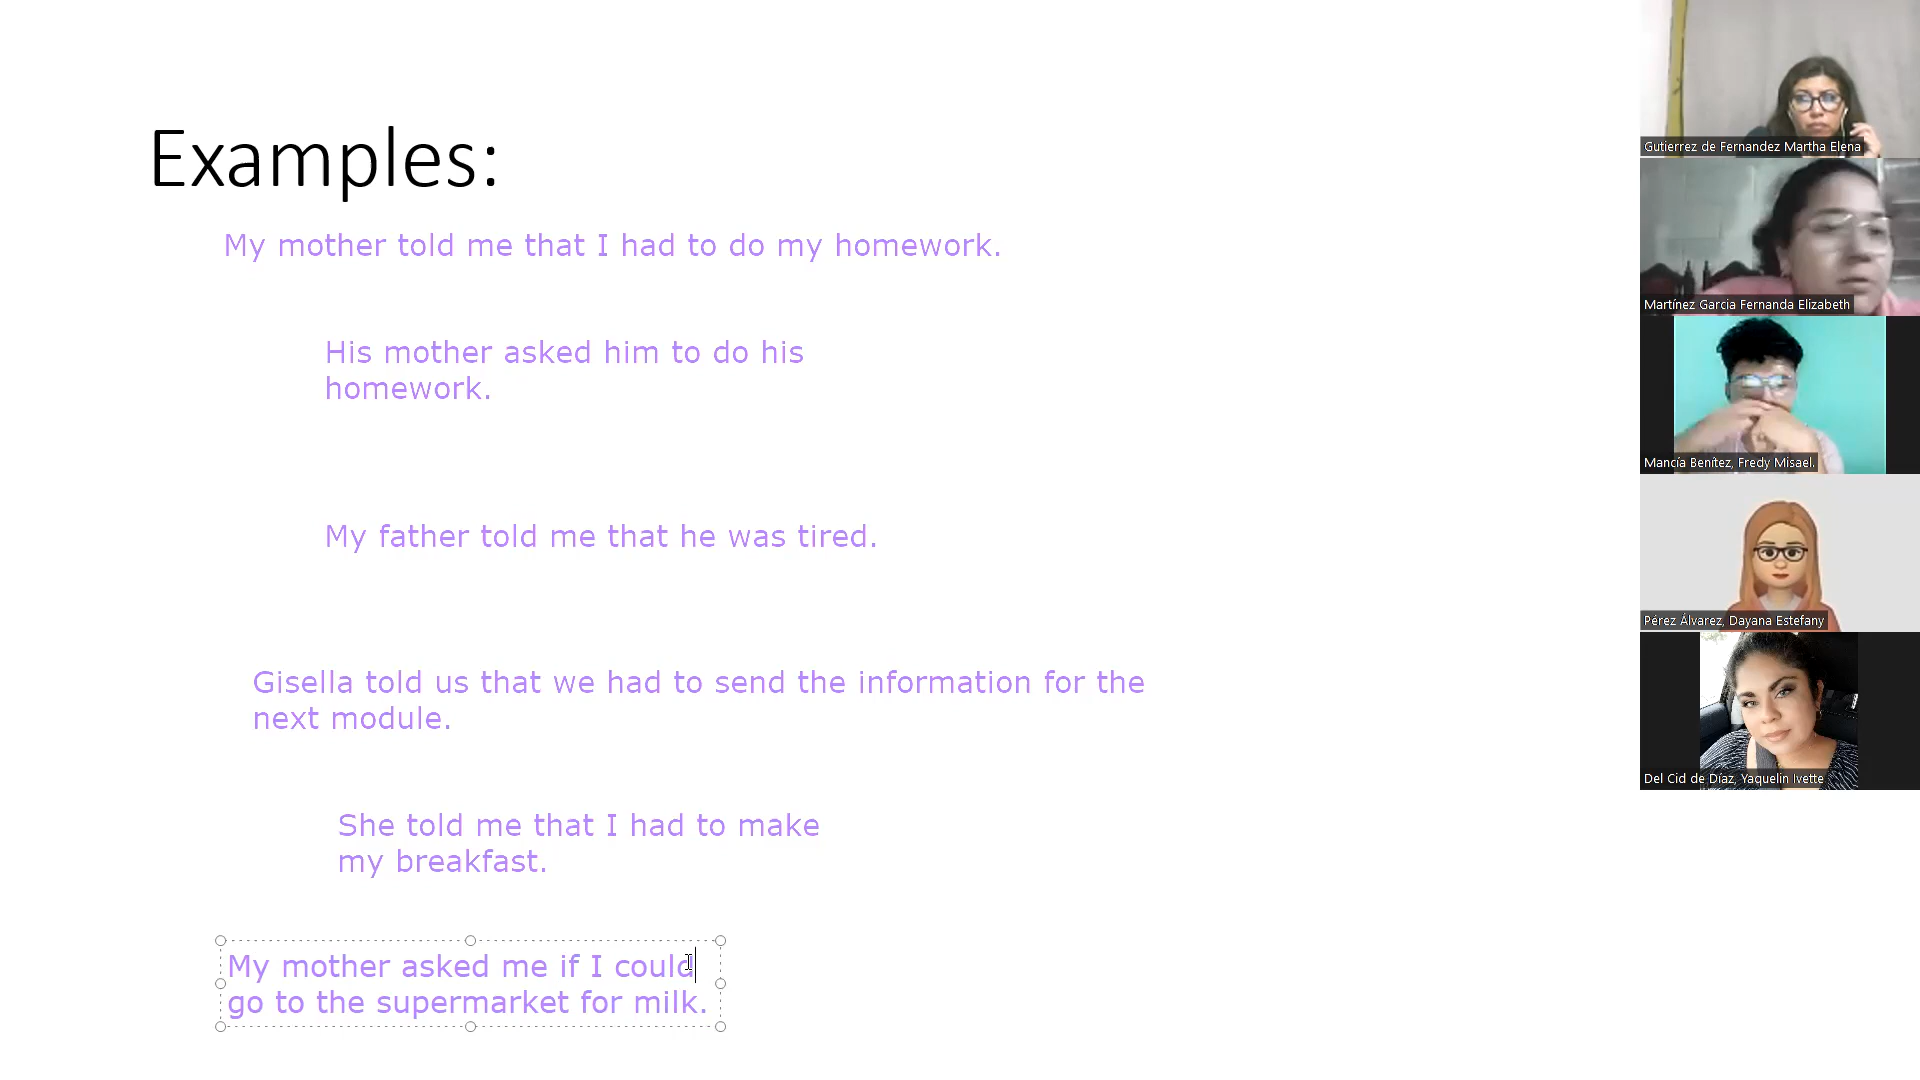 Examples:
My mother told me that I had to do my homework.
His mother asked him to do his
homework.
My father told me that he was tired.
Gisella told us that we had to send the information for the
next module.
She told me that I had to make
my breakfast.
My mother asked me if I could
go to the supermarket for milk.
Gutierrez de Fernandez Martha Elena
Martínez Garcia Fernanda Elizabeth
Mancía Benítez, Fredy Misael.
Pérez Álvarez, Dayana Estefany
Del Cid de Díaz, Yaquelin Ivette